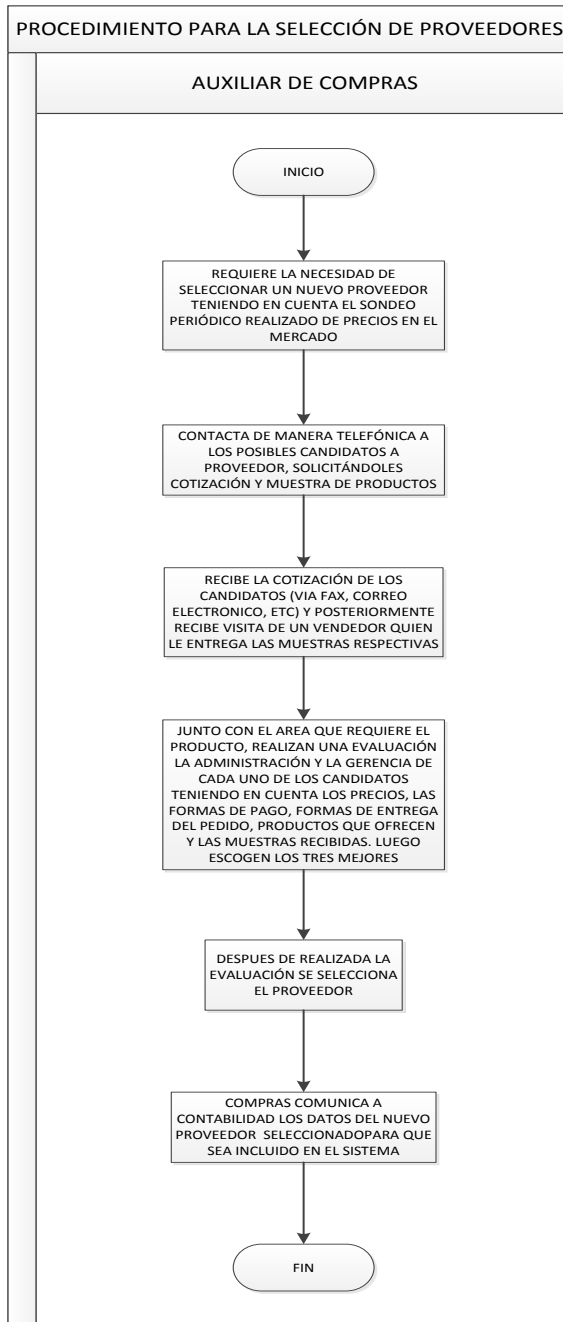 PROCEDIMIENTO PARA LA SELECCIÓN DE PROVEEDORES
AUXILIAR DE COMPRAS
INICIO
REQUIERE LA NECESIDAD DE
SELECCIONAR UN NUEVO PROVEEDOR
TENIENDO EN CUENTA EL SONDEO
PERIÓDICO REALIZADO DE PRECIOS EN EL
MERCADO
CONTACTA DE MANERA TELEFÓNICA A
LOS POSIBLES CANDIDATOS A
PROVEEDOR, SOLICITÁNDOLES
COTIZACIÓN Y MUESTRA DE PRODUCTOS
RECIBE LA COTIZACIÓN DE LOS
CANDIDATOS (VIA FAX, CORREO
ELECTRONICO, ETC) Y POSTERIORMENTE
RECIBE VISITA DE UN VENDEDOR QUIEN
LE ENTREGA LAS MUESTRAS RESPECTIVAS
JUNTO CON EL AREA QUE REQUIERE EL
PRODUCTO, REALIZAN UNA EVALUACIÓN
LA ADMINISTRACIÓN Y LA GERENCIA DE
CADA UNO DE LOS CANDIDATOS
TENIENDO EN CUENTA LOS PRECIOS, LAS
FORMAS DE PAGO, FORMAS DE ENTREGA
DEL PEDIDO, PRODUCTOS QUE OFRECEN
Y LAS MUESTRAS RECIBIDAS. LUEGO
ESCOGEN LOS TRES MEJORES
DESPUES DE REALIZADA LA
EVALUACIÓN SE SELECCIONA
EL PROVEEDOR
COMPRAS COMUNICA A
CONTABILIDAD LOS DATOS DEL NUEVO
PROVEEDOR SELECCIONADOPARA QUE
SEA INCLUIDO EN EL SISTEMA
FIN